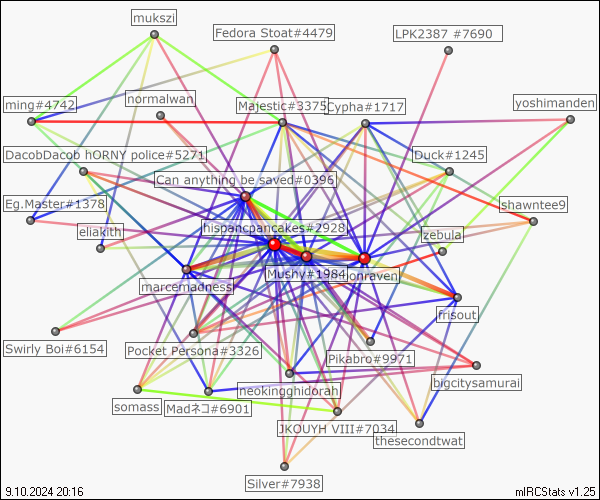 mukszi
Fedora Stoat#4479
LPK2387 #7690
ming#4742
normalwan
Majestic#3375
Cypha#1717
yoshimanden
DacobDacob hORNY police#5271
Duck#1245
Can anything be saved#0396
Eg.Master#1378
shawntee9
eliakith
hispancpancakes#2928
zebula
Mushy#1984
onraven
marcemadness
frisout
Swirly Boi#6154
Pocket Persona#3326
Pikabro#9971
neokingghidorah
bigcitysamurai
somass
Madネコ#6901
JKOUYH VIII#7034
thesecondtwat
Silver#7938
9.10.2024 20:16
mIRCStats v1.25